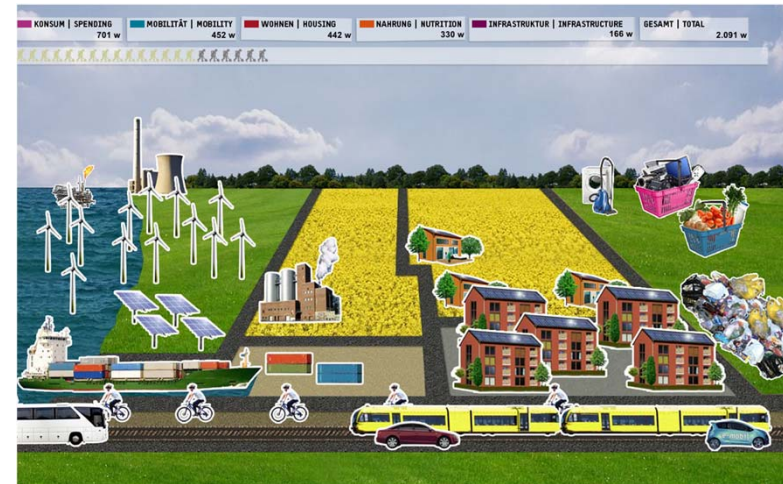 KONSUM | SPENDING
701 w
MOBILITÄT | MOBILITY
452 w
WOHNEN | HOUSING
442 w
NAHRUNG | NUTRITION
330 w
INFRASTRUKTUR | INFRASTRUCTURE
166 w
GESAMT | TOTAL
2.091 w